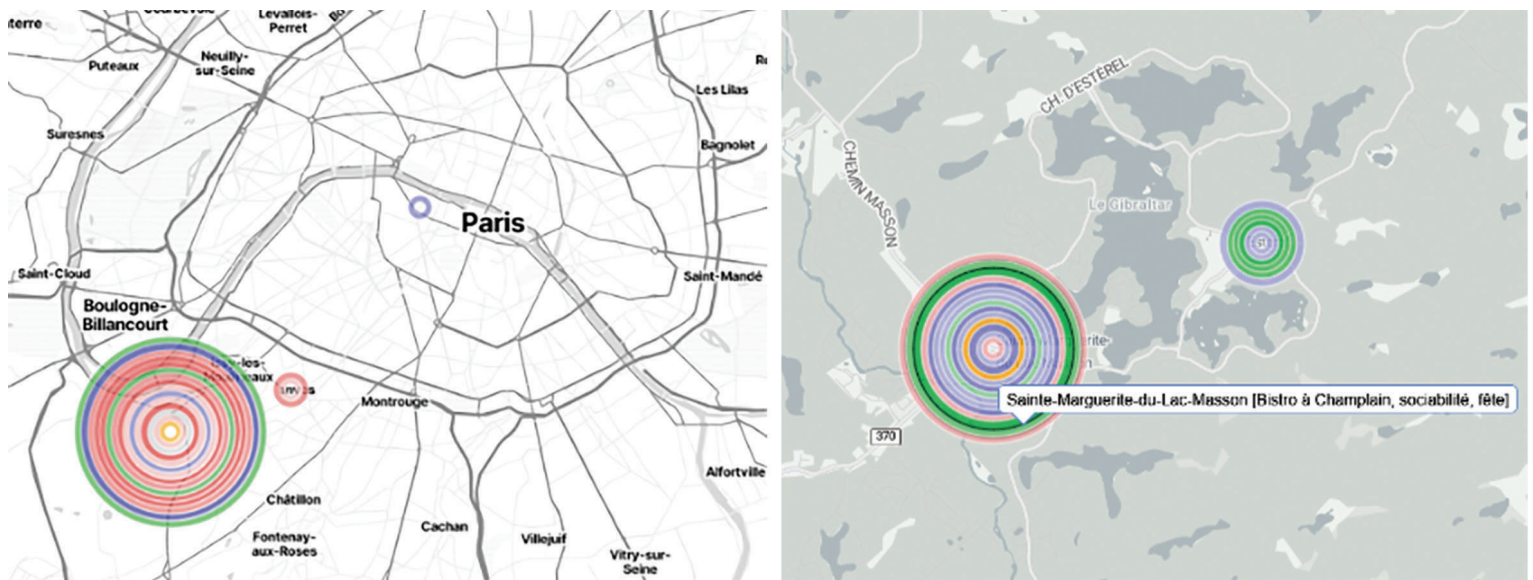 Levallois-
Perret
Puteaux
Neuilly-
sur-Seine
Les Lilas
Suresnes
Bagnolet
Paris
Saint-Cloud
Saint-Mandé
Boulogne-
Billancourt
Montrouge
Alfortville
Châtillon
Cachan
Villejuif
Fontenay-
aux-Roses
Vitry-sur-
Seine
CH. D'ESTÉREL
CHEMIN MASSON
Le Gibraltar
Sainte-Marguerite-du-Lac-Masson [Bistro à Champlain, sociabilité, fête]
370